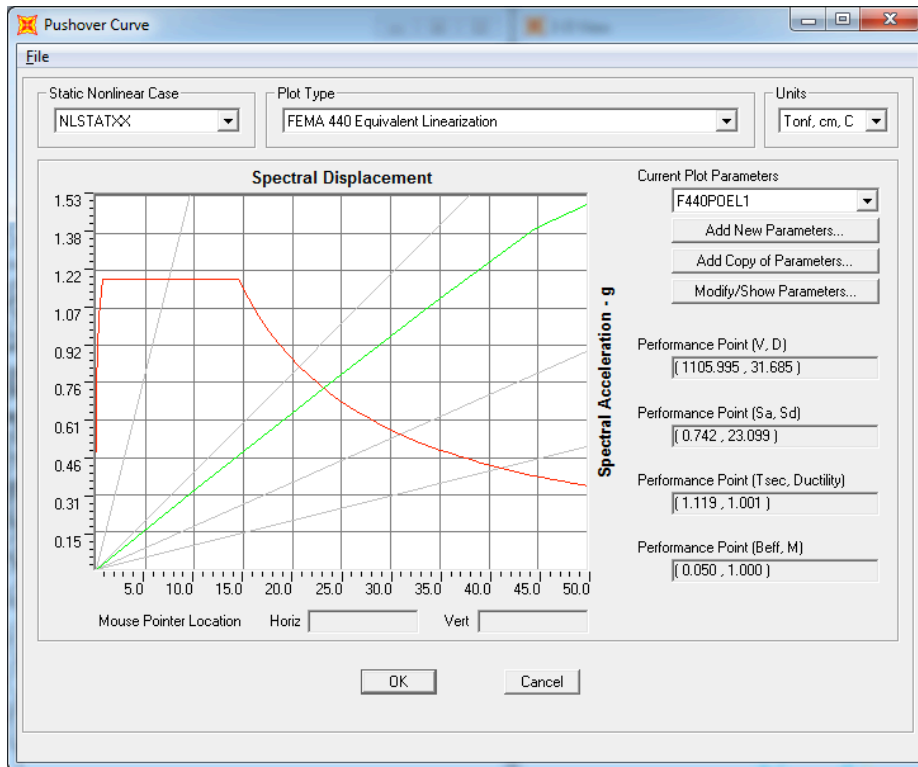 Pushover Curve
File
Static Nonlinear Case
NLSTATXX
Plot Type
FEMA 440 Equivalent Linearization
Units
Tonf, cm, C
Spectral Displacement
1.53
1.38
1.22
1.07
0.92
0.76
0.61
0.46
0.31
0.15
5.0 10.0 15.0 20.0 25.0 30.0 35.0 40.0 45.0 50.0
Spectral Acceleration - g
Mouse Pointer Location Horiz Vert
Current Plot Parameters
F440POEL1
Add New Parameters...
Add Copy of Parameters...
Modify/Show Parameters...
Performance Point (V, D)
( 1105.995 , 31.685 )
Performance Point (Sa, Sd)
( 0.742 , 23.099 )
Performance Point (Tsec, Ductility)
( 1.119 , 1.001 )
Performance Point (Beff, M)
( 0.050 , 1.000 )
OK Cancel